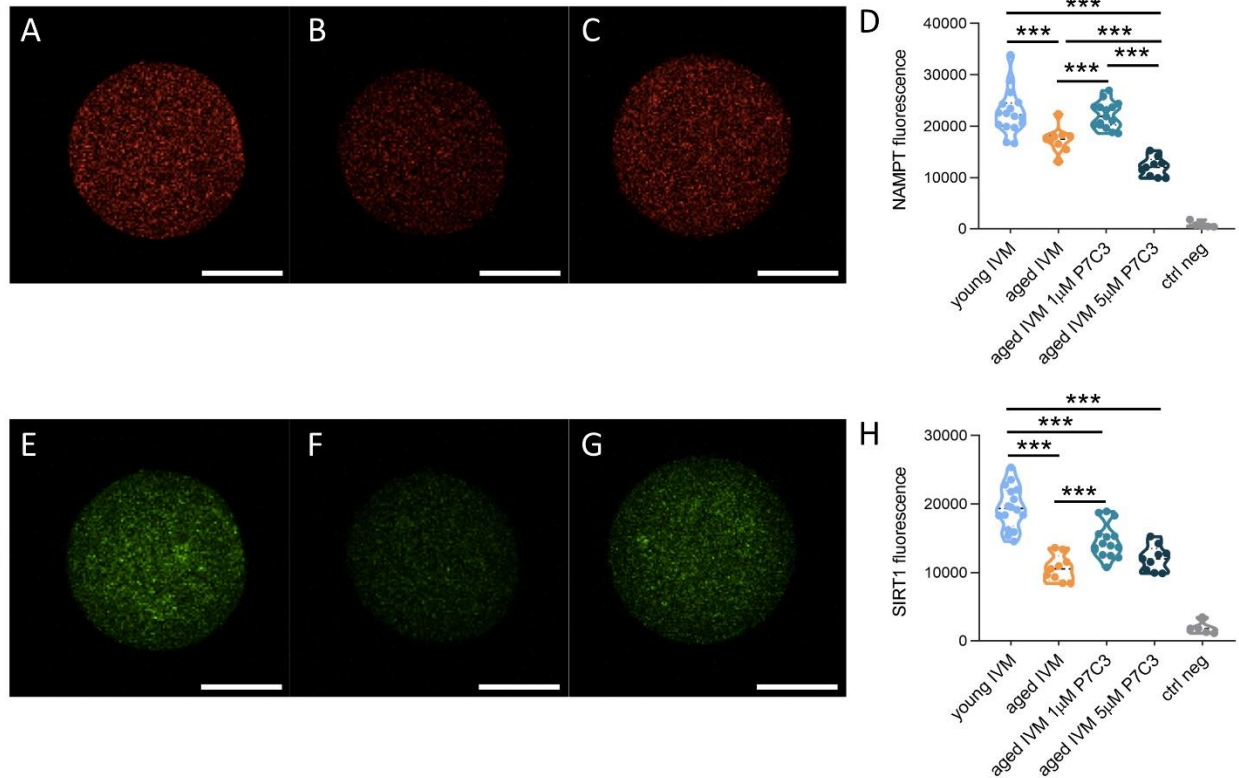 A
B
C
D
***
***
***
***
***
40000
30000
20000
10000
0
NAMPT fluorescence
young IVM
aged IVM
aged IVM 1μM P7C3
aged IVM 5μM P7C3
ctrl neg
E
F
G
H
***
***
***
***
30000
20000
10000
0
SIRT1 fluorescence
young IVM
aged IVM
aged IVM 1μM P7C3
aged IVM 5μM P7C3
ctrl neg